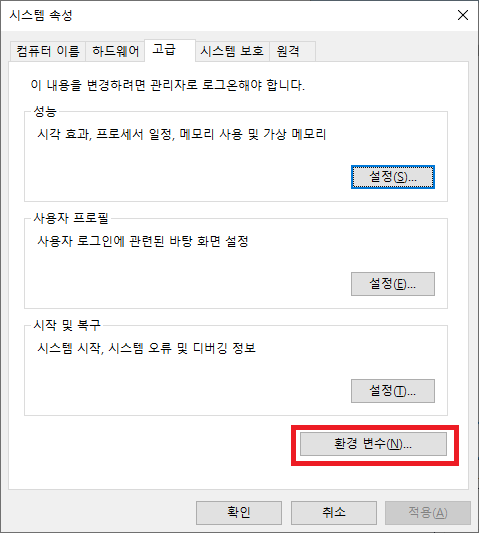 시스템 속성
컴퓨터 이름 하드웨어 고급 시스템 보호 원격
이 내용을 변경하려면 관리자로 로그온해야 합니다.
성능
시각 효과, 프로세서 일정, 메모리 사용 및 가상 메모리
설정(S)...
사용자 프로필
사용자 로그인에 관련된 바탕 화면 설정
설정(E)...
시작 및 복구
시스템 시작, 시스템 오류 및 디버깅 정보
설정(T)...
환경 변수(N)...
확인 취소 적용(A)